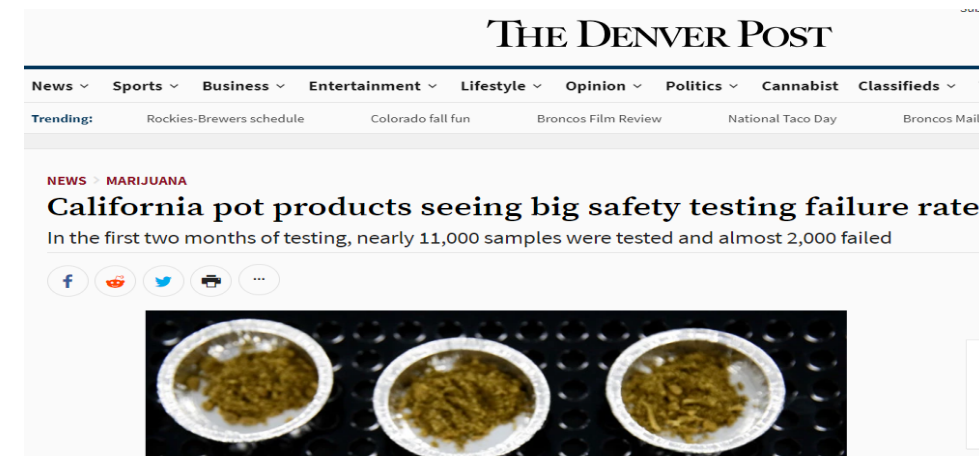 THE DENVER POST
News Sports Business Entertainment Lifestyle Opinion Politics Cannabist Classifieds
Trending: Rockies-Brewers schedule Colorado fall fun Broncos Film Review National Taco Day Broncos Mail
NEWS > MARIJUANA
California pot products seeing big safety testing failure rate
In the first two months of testing, nearly 11,000 samples were tested and almost 2,000 failed